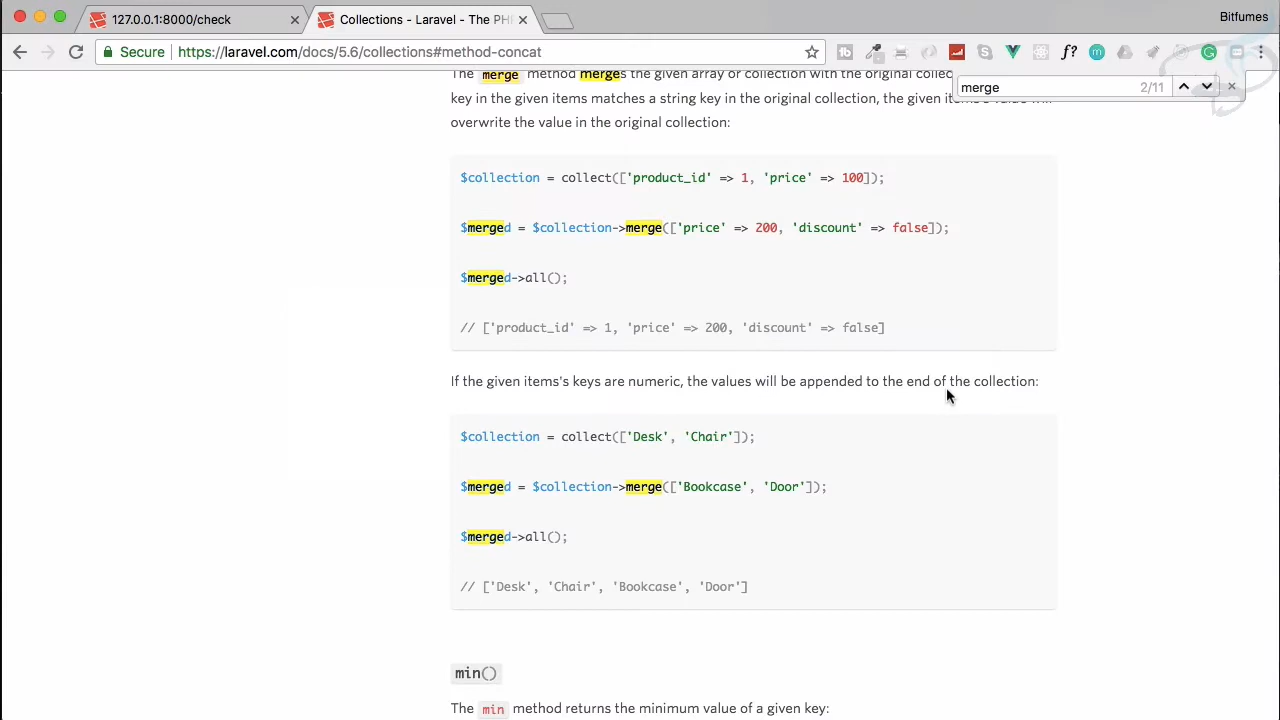 127.0.0.1:8000/check
Collections - Laravel - The PH
Bitfumes
Secure
https://laravel.com/docs/5.6/collections#method-concat
merge
2/11
The merge method merges the given array or collection with the original collec
key in the given items matches a string key in the original collection, the given items's value will
overwrite the value in the original collection:
$collection = collect(['product_id' => 1, 'price' => 100]);
$merged = $collection->merge(['price' => 200, 'discount' => false]);
$merged->all();
// ['product_id' => 1, 'price' => 200, 'discount' => false]
If the given items's keys are numeric, the values will be appended to the end of the collection:
$collection = collect(['Desk', 'Chair']);
$merged = $collection->merge(['Bookcase', 'Door']);
$merged->all();
// ['Desk', 'Chair', 'Bookcase', 'Door']
min()
The min method returns the minimum value of a given key: